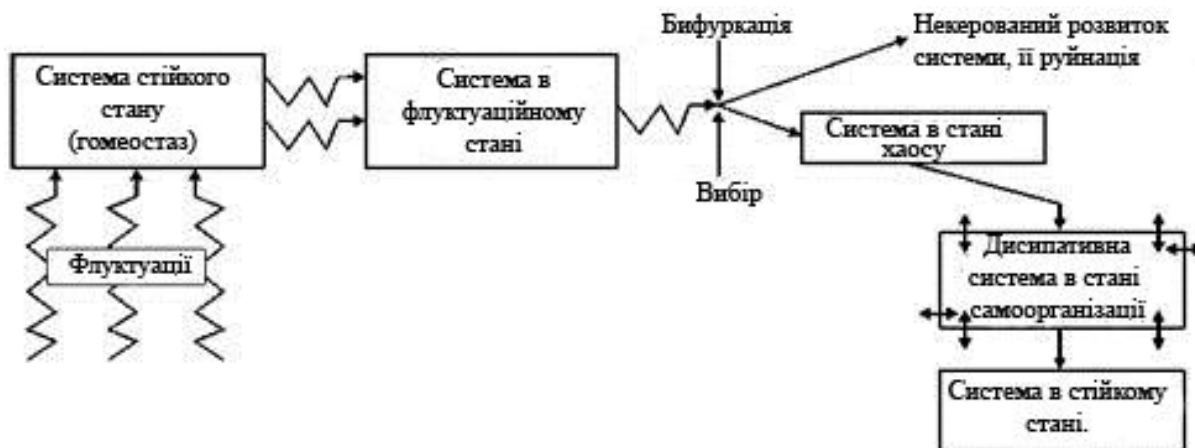 Система стійкого
стану
(гомеостаз)
Флуктуації
Система в
флуктуаційному
стані
Бифуркація
Вибір
Некерований розвиток
системи, її руйнація
Система в стані
хаосу
Дисипативна
система в стані
самоорганізації
Система в стійкому
стані.